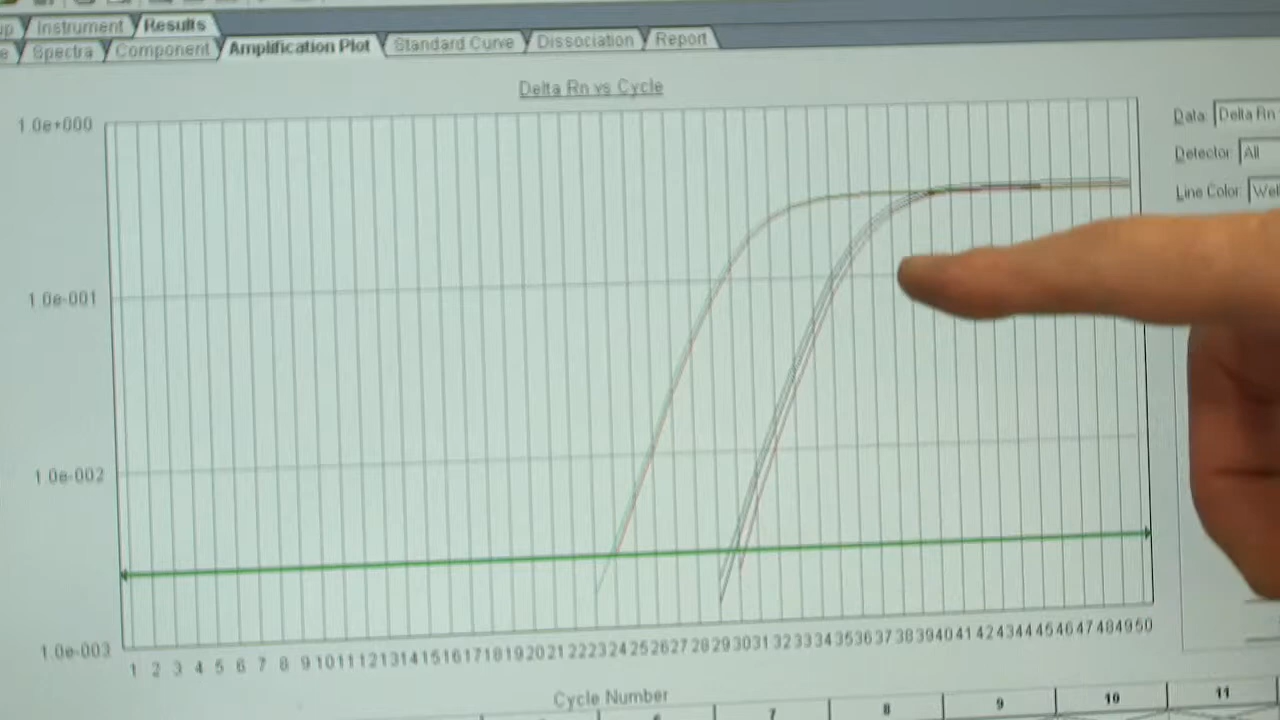 up Instrument Results
Spectra Component Amplification Plot Standard Curve Dissociation Report
Delta Rn vs Cycle
1.0e+000
1.0e-001
1.0e-002
1.0e-003
Data: Delta Rn
Detector: All
Line Color: Wel
1 2 3 4 5 6 7 8 9 10 11 12 13 14 15 16 17 18 19 20 21 22 23 24 25 26 27 28 29 30 31 32 33 34 35 36 37 38 39 40 41 42 43 44 45 46 47 48 49 50
Cycle Number
6 7 8 9 10 11